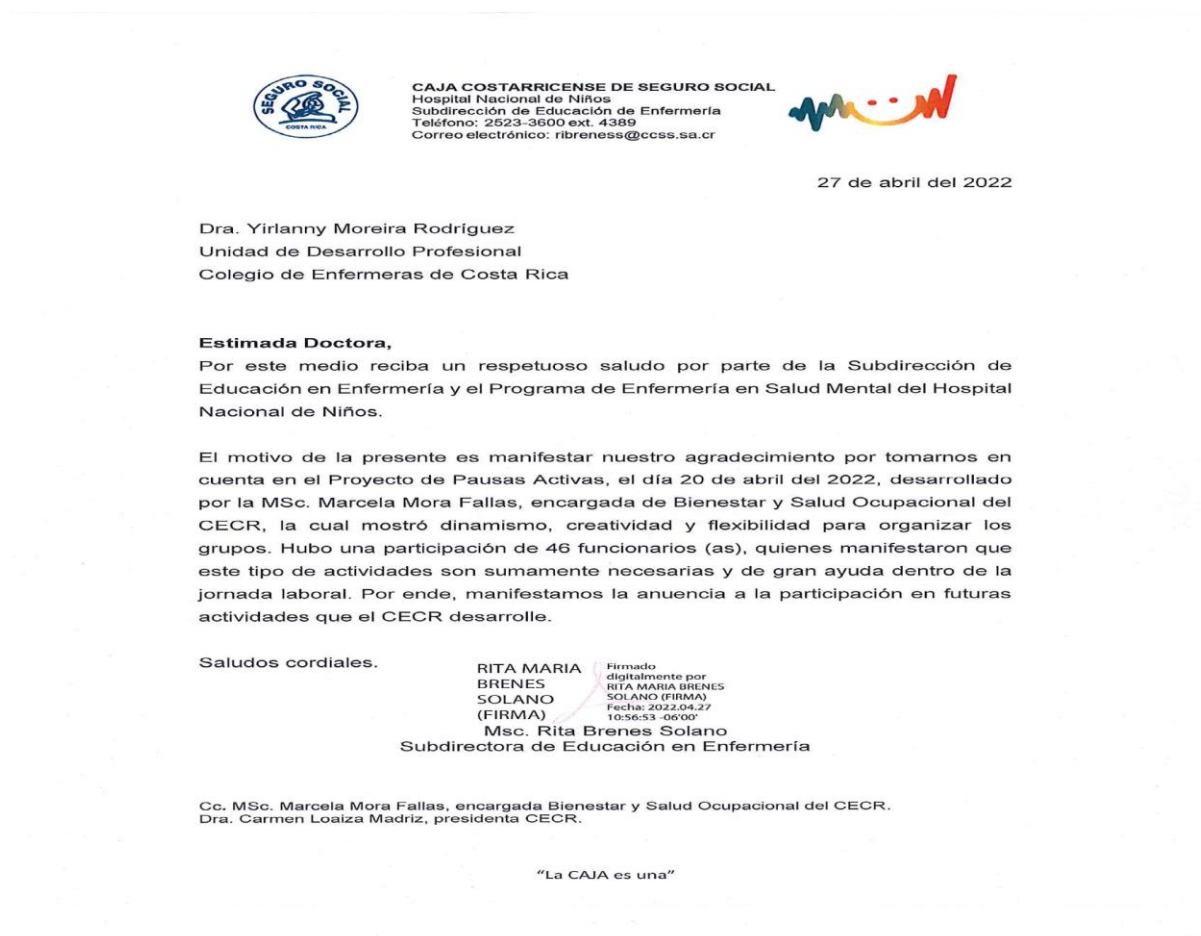 SEGURO SOCIAL
COSTA RICA
CAJA COSTARRICENSE DE SEGURO SOCIAL
Hospital Nacional de Niños
Subdirección de Educación de Enfermería
Teléfono: 2523-3600 ext. 4389
Correo electrónico: ribreness@ccss.sa.cr
27 de abril del 2022
Dra. Yirlanny Moreira Rodríguez
Unidad de Desarrollo Profesional
Colegio de Enfermeras de Costa Rica
Estimada Doctora,
Por este medio reciba un respetuoso saludo por parte de la Subdirección de
Educación en Enfermería y el Programa de Enfermería en Salud Mental del Hospital
Nacional de Niños.
El motivo de la presente es manifestar nuestro agradecimiento por tomarnos en
cuenta en el Proyecto de Pausas Activas, el día 20 de abril del 2022, desarrollado
por la MSc. Marcela Mora Fallas, encargada de Bienestar y Salud Ocupacional del
CECR, la cual mostró dinamismo, creatividad y flexibilidad para organizar los
grupos. Hubo una participación de 46 funcionarios (as), quienes manifestaron que
este tipo de actividades son sumamente necesarias y de gran ayuda dentro de la
jornada laboral. Por ende, manifestamos la anuencia a la participación en futuras
actividades que el CECR desarrolle.
Saludos cordiales.
RITA MARIA
BRENES
SOLANO
(FIRMA)
Firmado
digitalmente por
RITA MARIA BRENES
SOLANO (FIRMA)
Fecha: 2022.04.27
10:56:53 -06'00'
Msc. Rita Brenes Solano
Subdirectora de Educación en Enfermería
Cc. MSc. Marcela Mora Fallas, encargada Bienestar y Salud Ocupacional del CECR.
Dra. Carmen Loaiza Madriz, presidenta CECR.
“La CAJA es una”